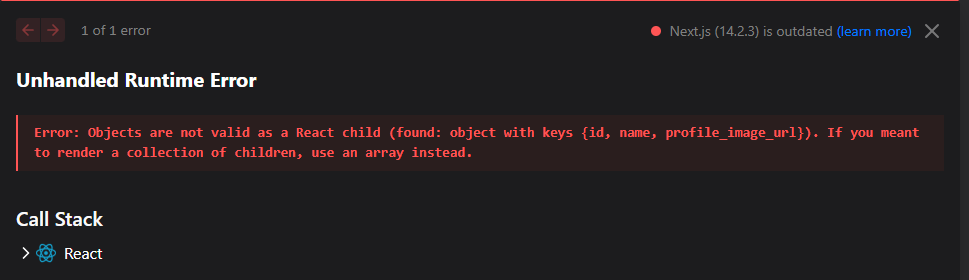 1 of 1 error
Next.js (14.2.3) is outdated (learn more)
Unhandled Runtime Error
Error: Objects are not valid as a React child (found: object with keys {id, name, profile_image_url}). If you meant
to render a collection of children, use an array instead.
Call Stack
React